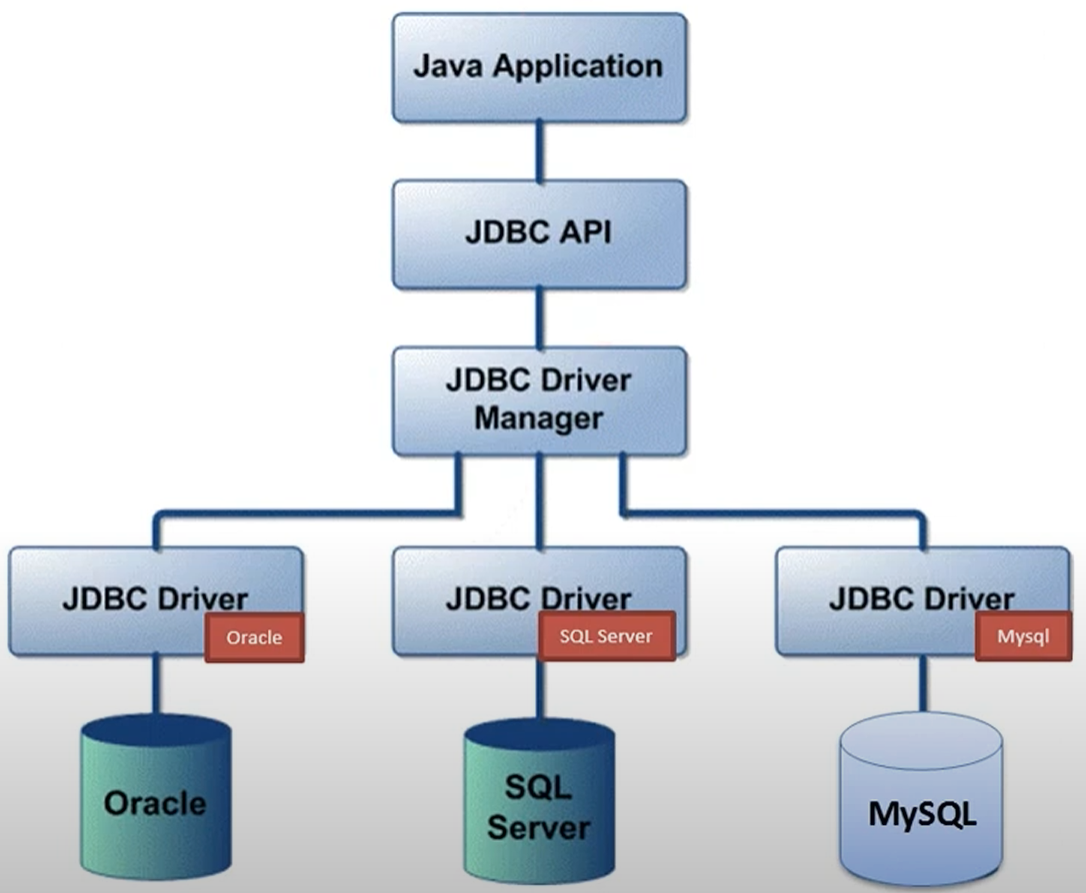 Java Application
JDBC API
JDBC Driver
Manager
JDBC Driver
Oracle
JDBC Driver
SQL Server
JDBC Driver
Mysql
Oracle
SQL
Server
MySQL